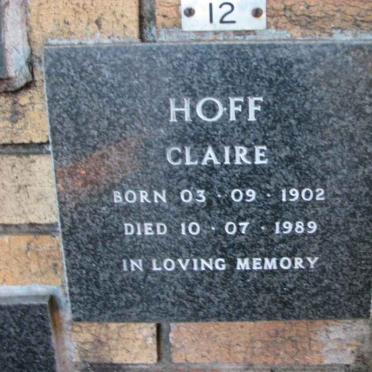 12
HOFF
CLAIRE
BORN 03 · 09 · 1902
DIED 10 · 07 · 1989
IN LOVING MEMORY